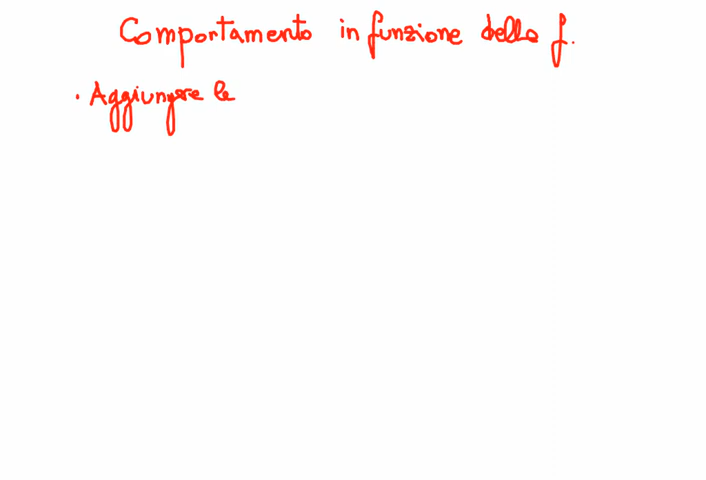 Comportamento in funzione della f.
· Aggiungere le